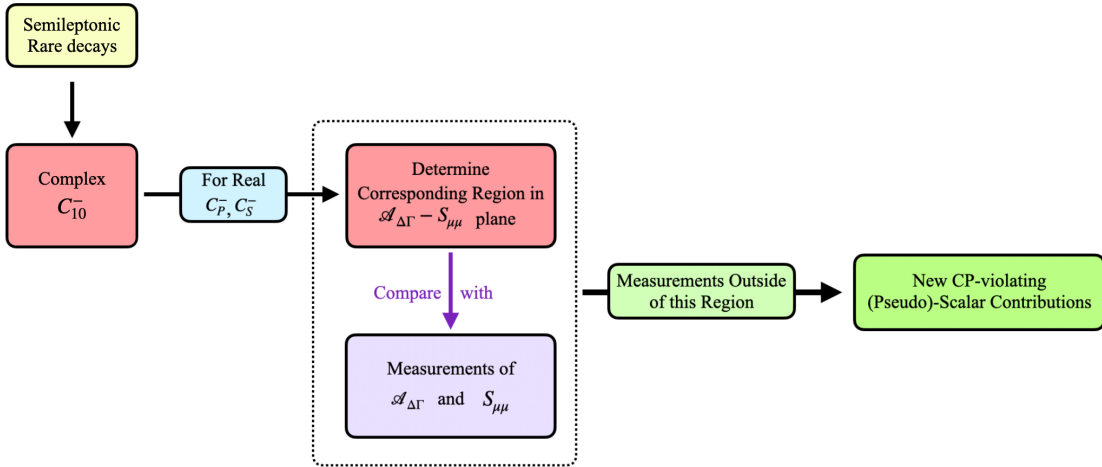 Semileptonic
Rare decays
Complex
C₁₀⁻
For Real
C_P⁻, C_S⁻
Determine
Corresponding Region in
𝒜_ΔΓ − S_μμ plane
Compare with
Measurements of
𝒜_ΔΓ and S_μμ
Measurements Outside
of this Region
New CP-violating
(Pseudo)-Scalar Contributions